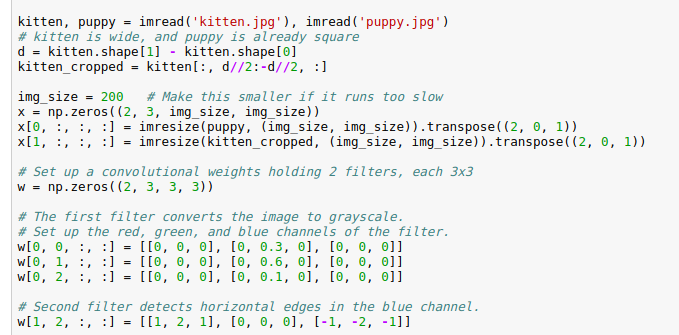 kitten, puppy = imread('kitten.jpg'), imread('puppy.jpg')
# kitten is wide, and puppy is already square
d = kitten.shape[1] - kitten.shape[0]
kitten_cropped = kitten[:, d//2:-d//2, :]
img_size = 200   # Make this smaller if it runs too slow
x = np.zeros((2, 3, img_size, img_size))
x[0, :, :, :] = imresize(puppy, (img_size, img_size)).transpose((2, 0, 1))
x[1, :, :, :] = imresize(kitten_cropped, (img_size, img_size)).transpose((2, 0, 1))
# Set up a convolutional weights holding 2 filters, each 3x3
w = np.zeros((2, 3, 3, 3))
# The first filter converts the image to grayscale.
# Set up the red, green, and blue channels of the filter.
w[0, 0, :, :] = [[0, 0, 0], [0, 0.3, 0], [0, 0, 0]]
w[0, 1, :, :] = [[0, 0, 0], [0, 0.6, 0], [0, 0, 0]]
w[0, 2, :, :] = [[0, 0, 0], [0, 0.1, 0], [0, 0, 0]]
# Second filter detects horizontal edges in the blue channel.
w[1, 2, :, :] = [[1, 2, 1], [0, 0, 0], [-1, -2, -1]]